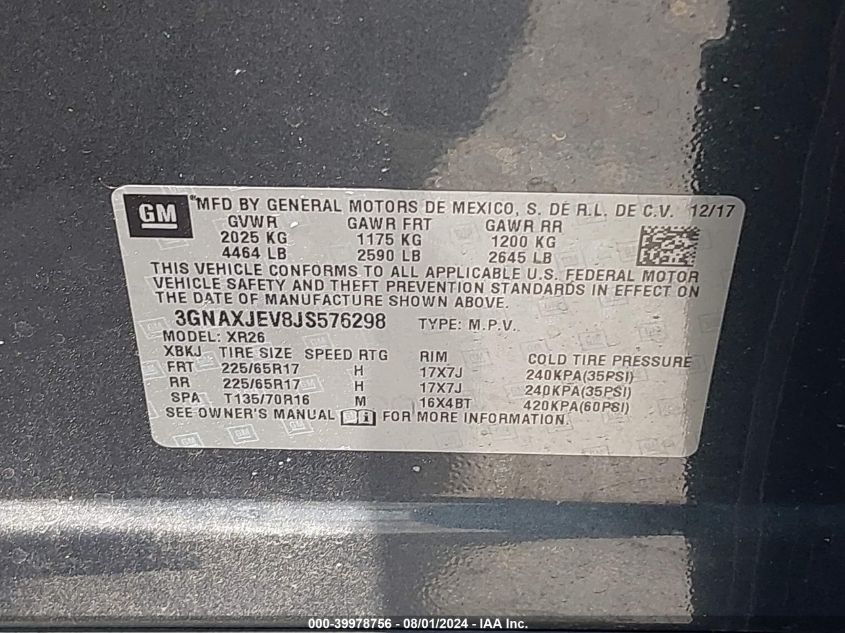 GM
MFD BY GENERAL MOTORS DE MEXICO, S. DE R.L. DE C.V. 12/17
GVWR GAWR FRT GAWR RR
2025 KG 1175 KG 1200 KG
4464 LB 2590 LB 2645 LB
THIS VEHICLE CONFORMS TO ALL APPLICABLE U.S. FEDERAL MOTOR
VEHICLE SAFETY AND THEFT PREVENTION STANDARDS IN EFFECT ON
THE DATE OF MANUFACTURE SHOWN ABOVE.
3GNAXJEV8JS576298 TYPE: M.P.V.
MODEL: XR26
XBKJ TIRE SIZE SPEED RTG RIM COLD TIRE PRESSURE
FRT 225/65R17 H 17X7J 240KPA(35PSI)
RR 225/65R17 H 17X7J 240KPA(35PSI)
SPA T135/70R16 M 16X4BT 420KPA(60PSI)
SEE OWNER'S MANUAL FOR MORE INFORMATION.
000-39978756 - 08/01/2024 - IAA Inc.